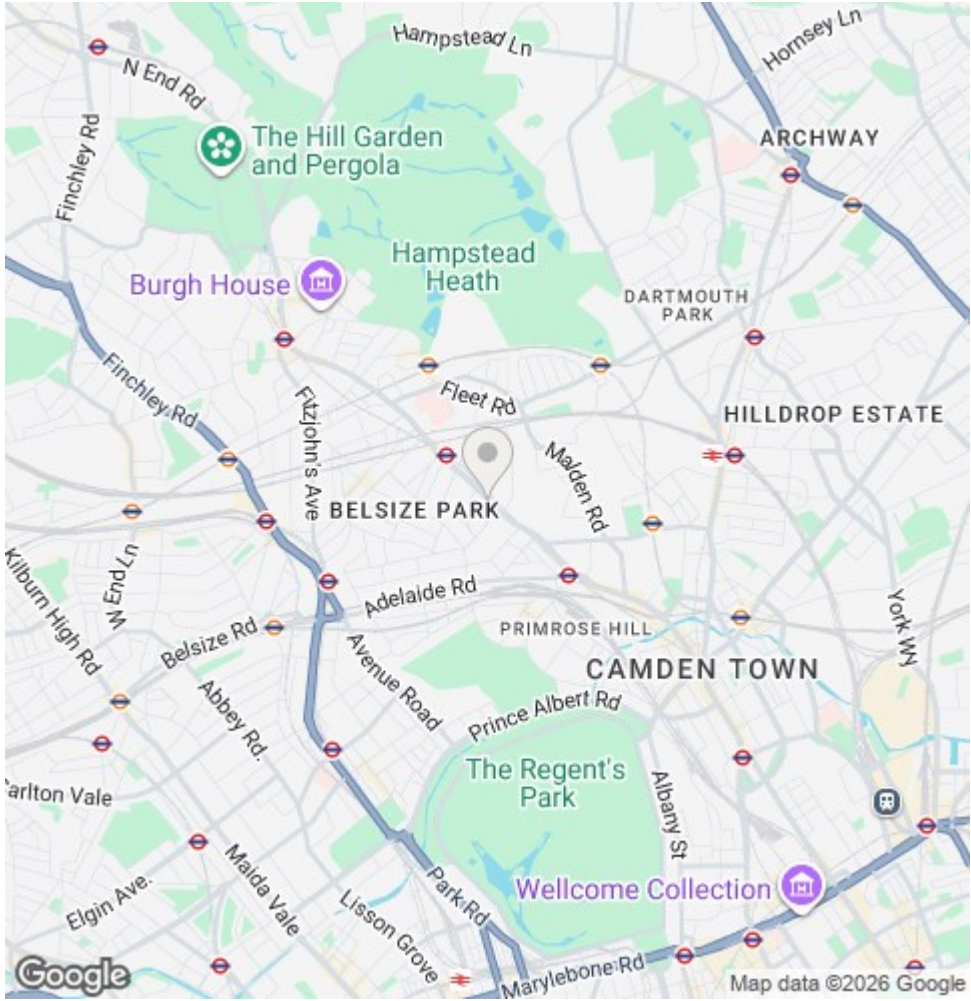 Hampstead Ln
Hornsey Ln
N End Rd
The Hill Garden
and Pergola
ARCHWAY
Finchley Rd
Hampstead
Heath
Burgh House
DARTMOUTH
PARK
Finchley Rd
Fitzjohn's Ave
Fleet Rd
HILLDROP ESTATE
Malden Rd
BELSIZE PARK
Kilburn High Rd
W End Ln
Adelaide Rd
York Wy
Belsize Rd
PRIMROSE HILL
Avenue Road
CAMDEN TOWN
Abbey Rd.
Prince Albert Rd
The Regent's
Park
Albany St
Carlton Vale
Maida Vale
Elgin Ave.
Lisson Grove
Park Rd
Wellcome Collection
Marylebone Rd
Google
Map data ©2026 Google